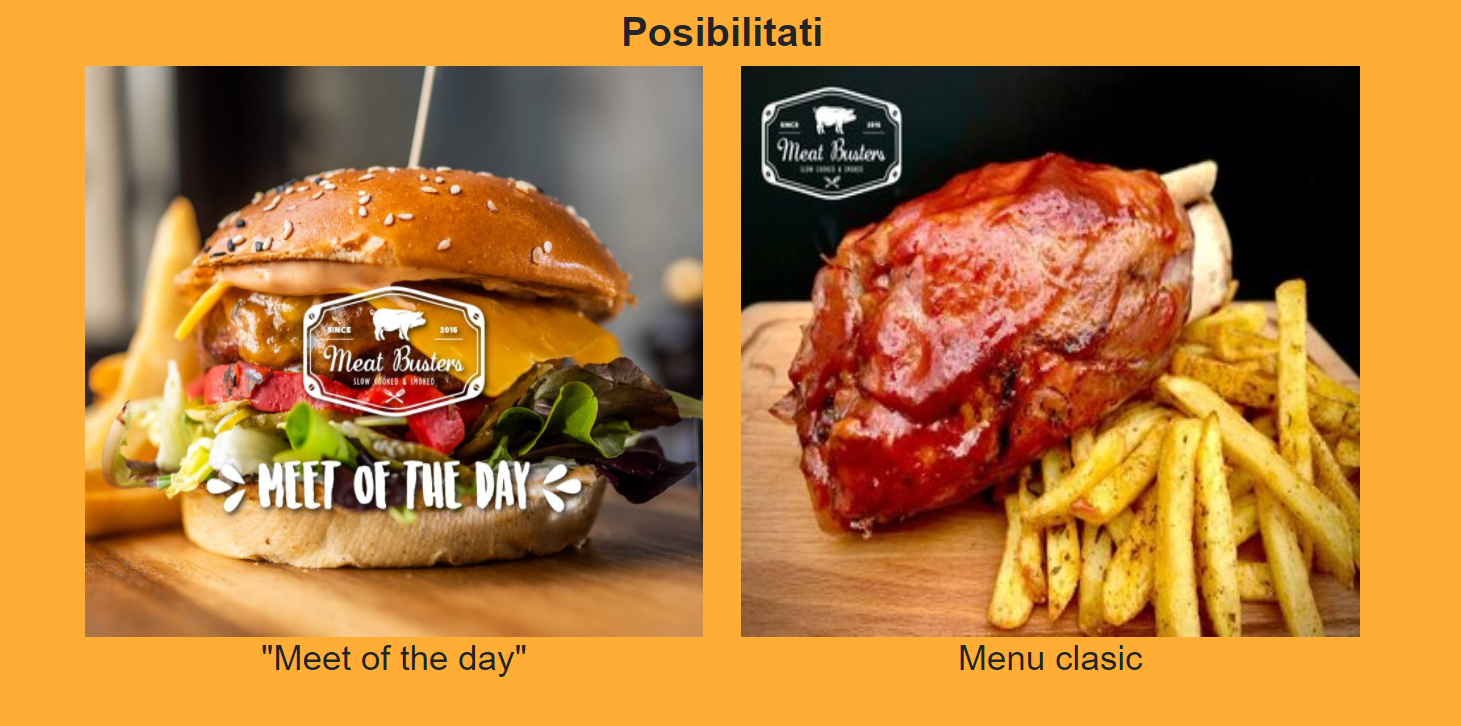 Posibilitati
SINCE 2016
Meat Busters
SLOW COOKED & SMOKED
MEET OF THE DAY
SINCE 2016
Meat Busters
SLOW COOKED & SMOKED
"Meet of the day"
Menu clasic